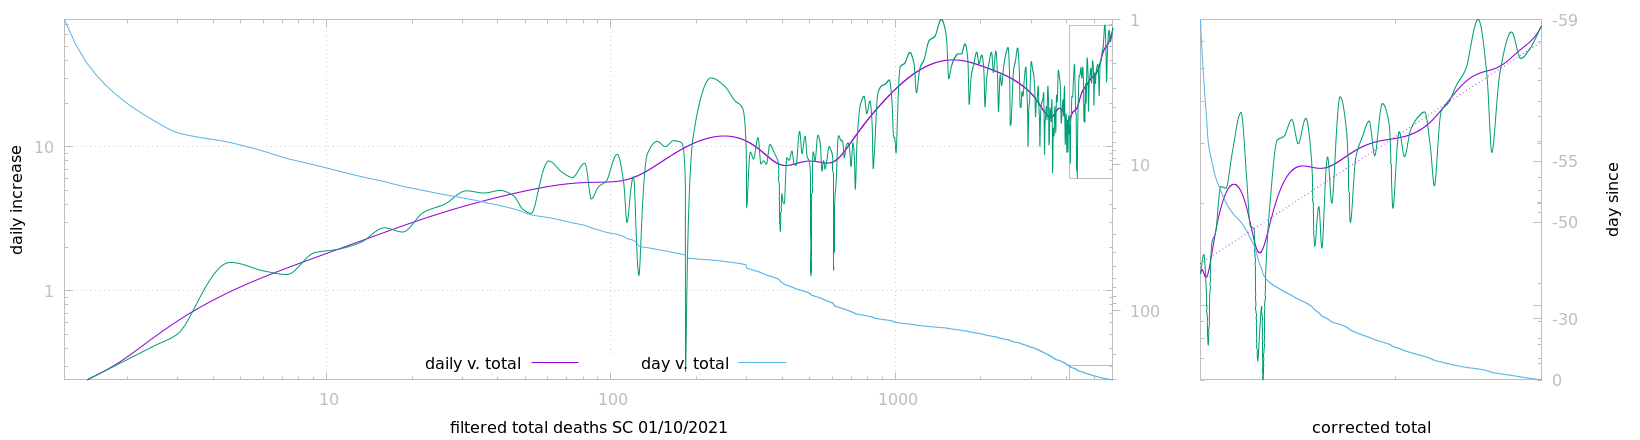 daily increase
10
1
10
100
1000
1
10
100
daily v. total
day v. total
filtered total deaths SC 01/10/2021
-59
-55
-50
-30
0
day since
corrected total